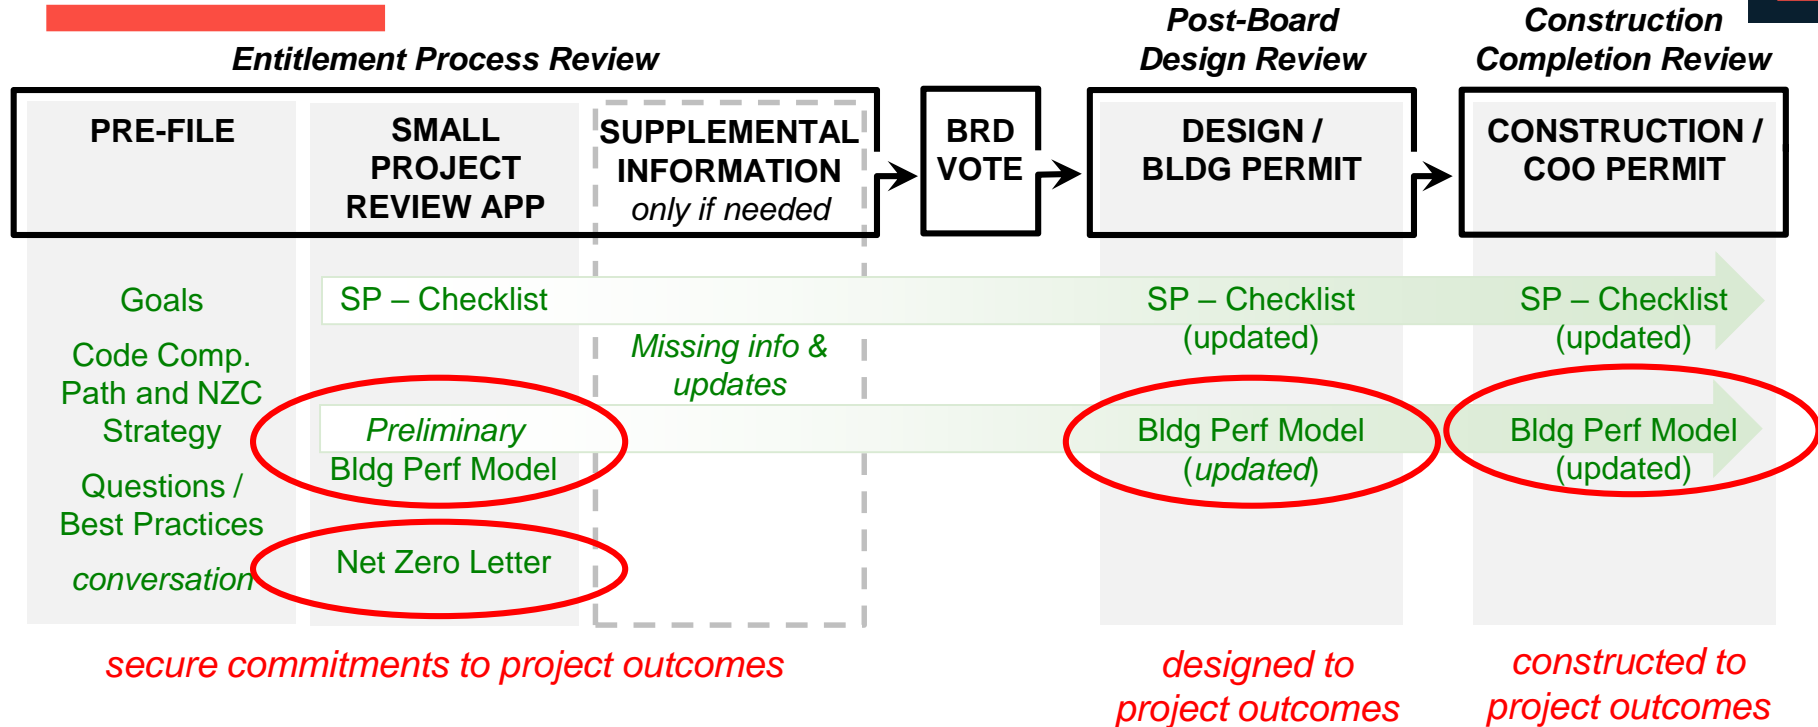 Entitlement Process Review
Post-Board
Design Review
Construction
Completion Review
PRE-FILE
SMALL
PROJECT
REVIEW APP
SUPPLEMENTAL
INFORMATION
only if needed
BRD
VOTE
DESIGN /
BLDG PERMIT
CONSTRUCTION /
COO PERMIT
Goals
Code Comp.
Path and NZC
Strategy
Questions /
Best Practices
conversation
SP – Checklist
Preliminary
Bldg Perf Model
Net Zero Letter
Missing info &
updates
SP – Checklist
(updated)
Bldg Perf Model
(updated)
SP – Checklist
(updated)
Bldg Perf Model
(updated)
secure commitments to project outcomes
designed to
project outcomes
constructed to
project outcomes